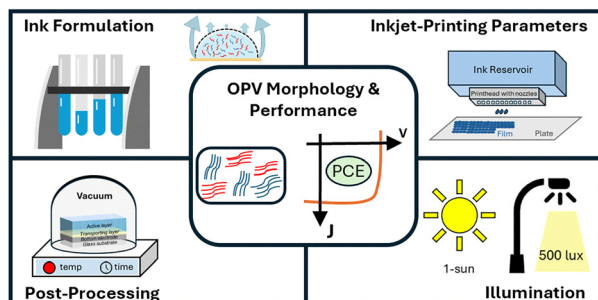 Ink Formulation
Inkjet-Printing Parameters
Ink Reservoir
Printhead with nozzles
Film
Plate
OPV Morphology &
Performance
V
PCE
J
Vacuum
Active layer
Transporting layer
Bottom electrode
Glass substrate
temp
time
Post-Processing
1-sun
500 lux
Illumination